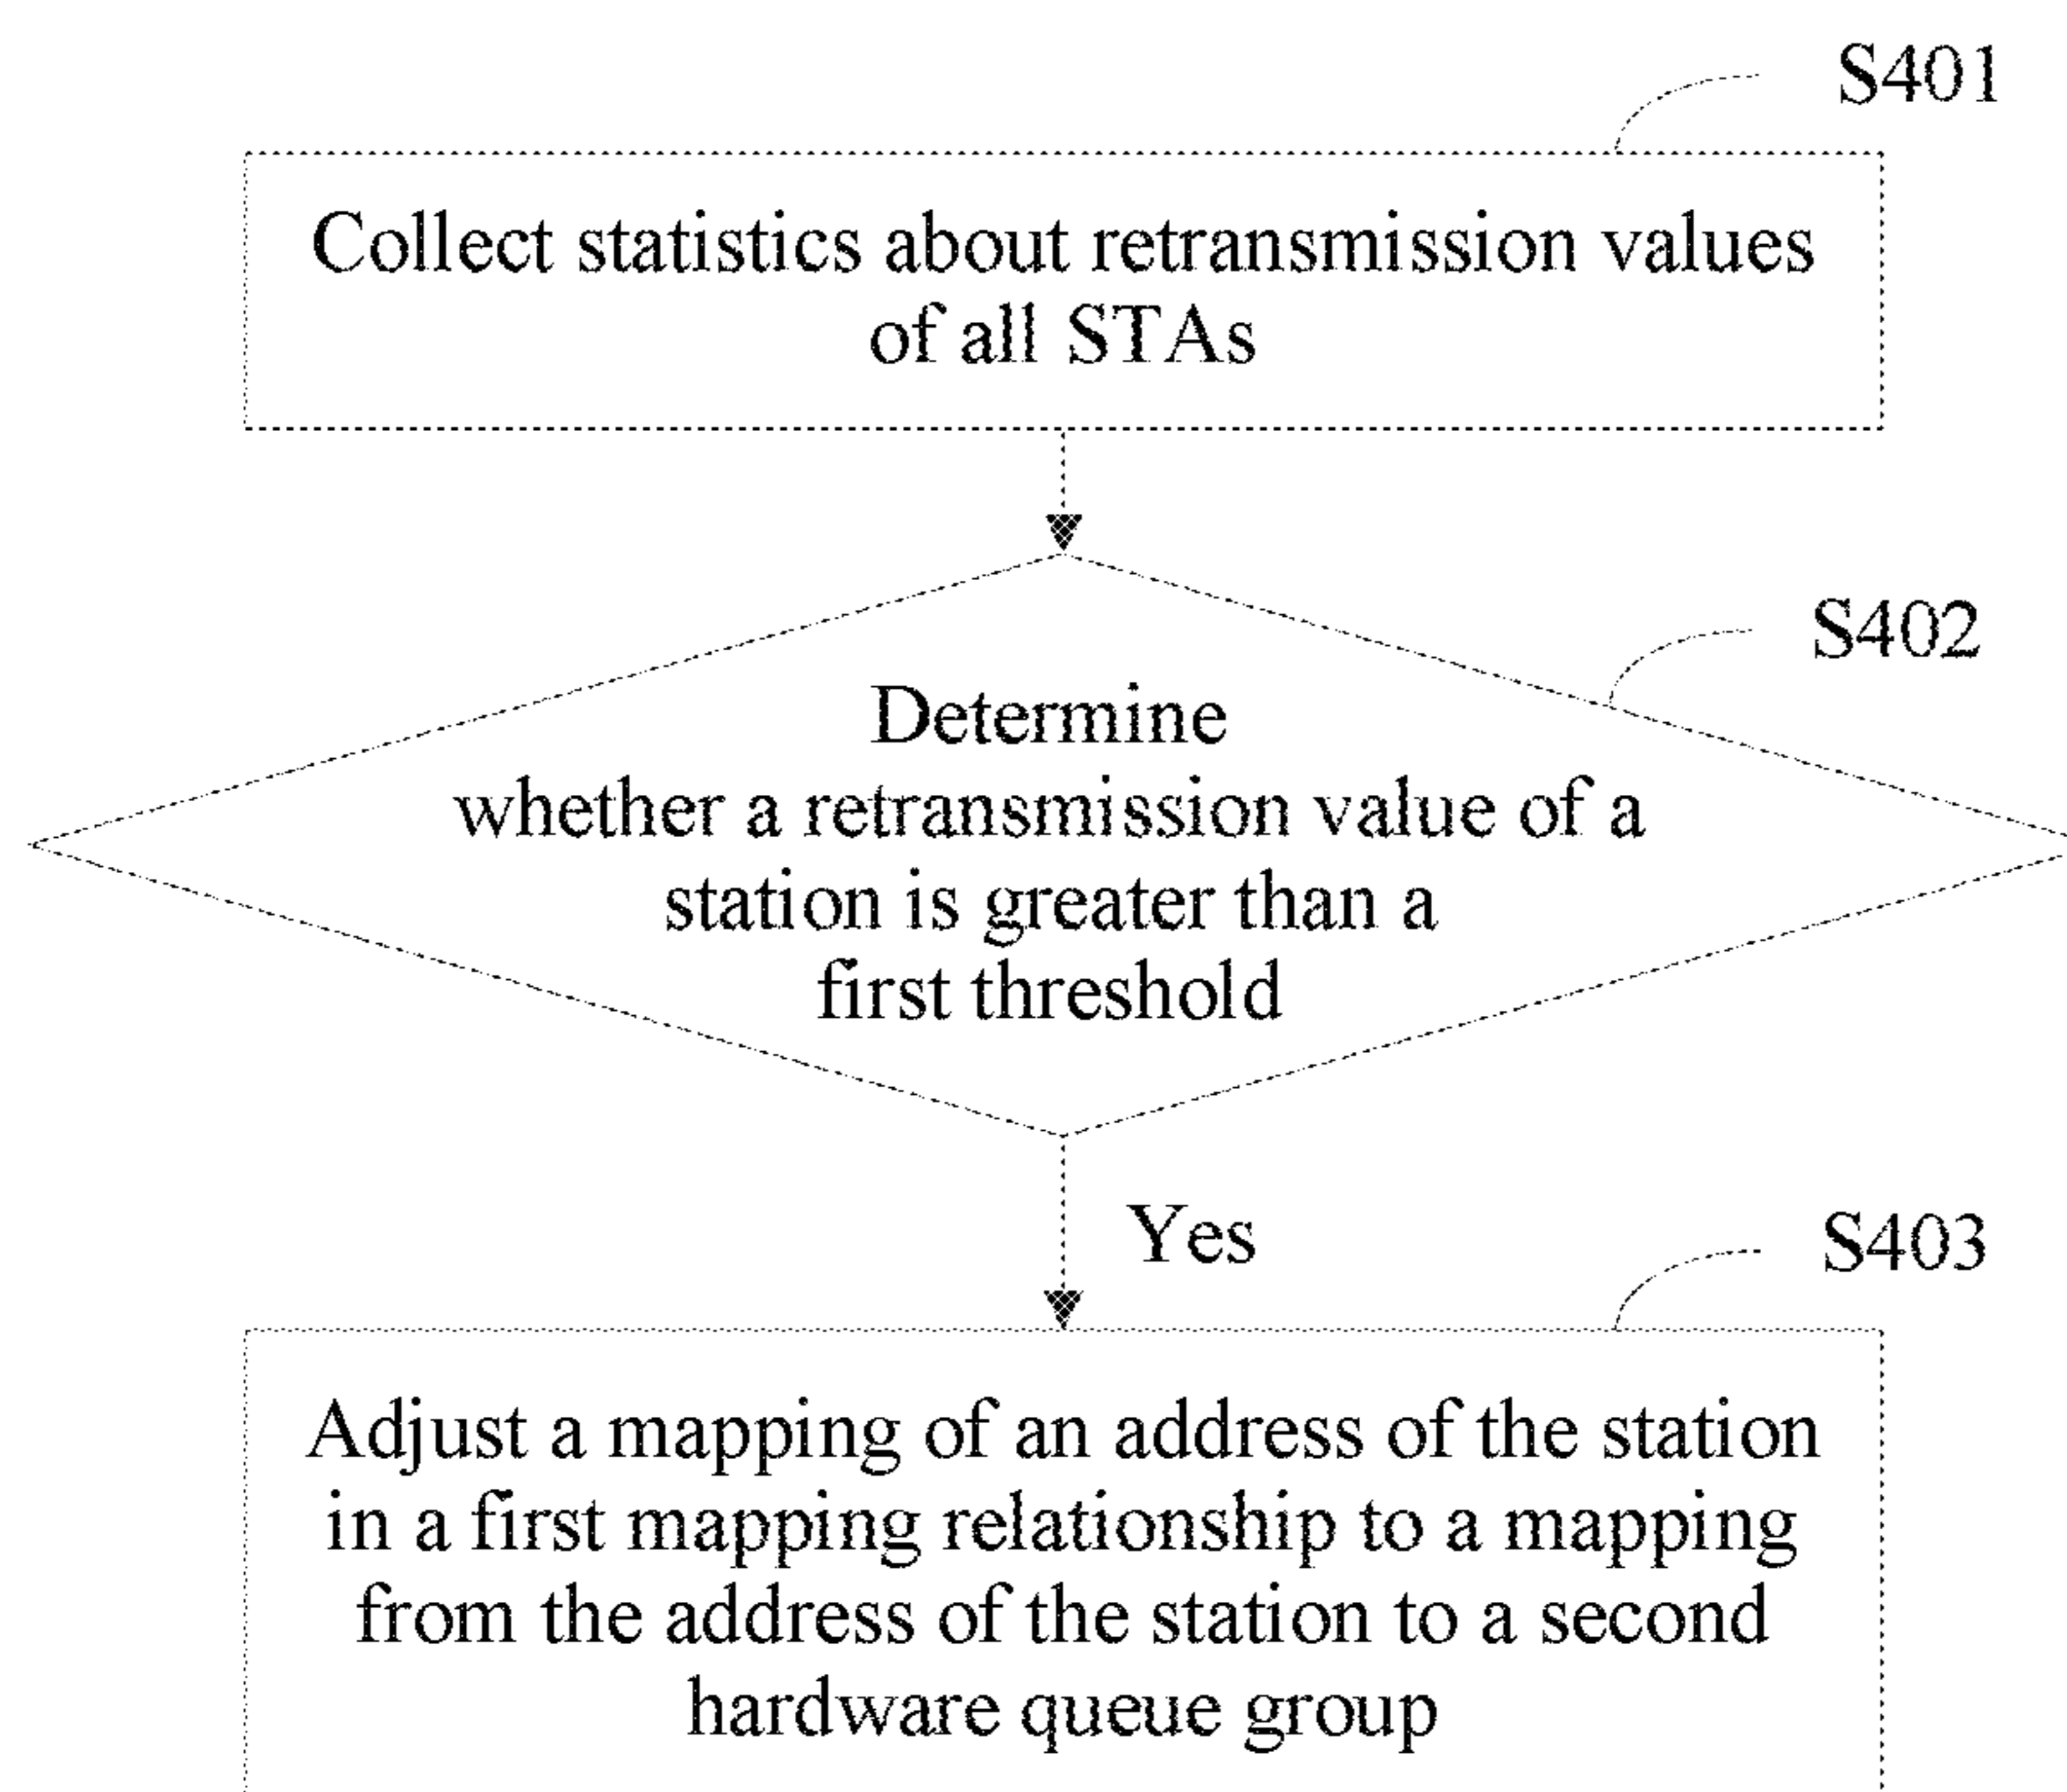 S401
Collect statistics about retransmission values
of all STAs
S402
Determine
whether a retransmission value of a
station is greater than a
first threshold
Yes
S403
Adjust a mapping of an address of the station
in a first mapping relationship to a mapping
from the address of the station to a second
hardware queue group